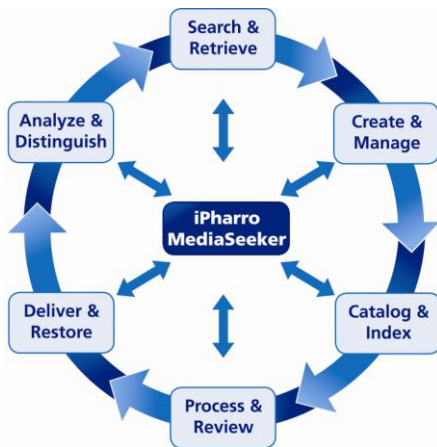 Search &
Retrieve
Create &
Manage
Catalog &
Index
Process &
Review
Deliver &
Restore
Analyze &
Distinguish
iPharro
MediaSeeker